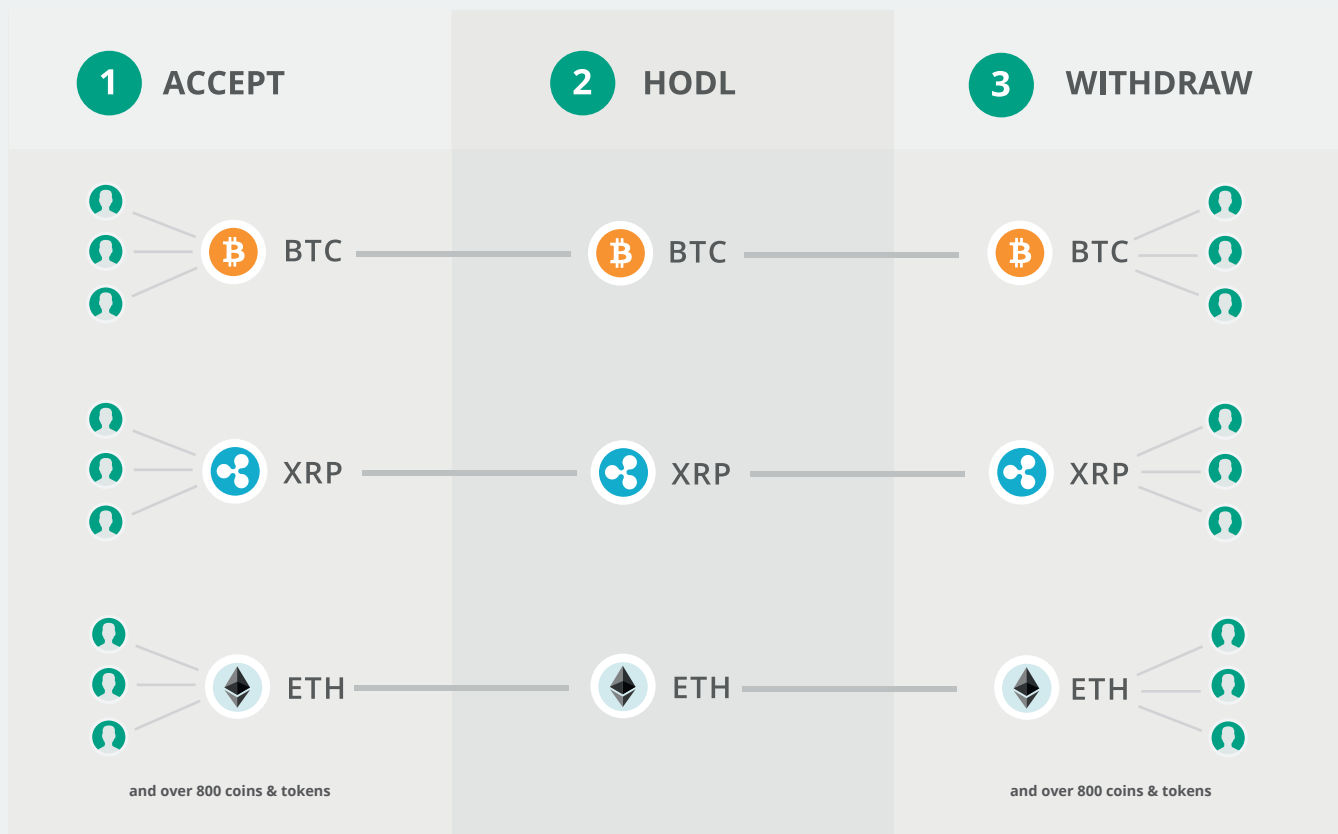 1 ACCEPT
2 HODL
3 WITHDRAW
BTC
BTC
BTC
XRP
XRP
XRP
ETH
ETH
ETH
and over 800 coins & tokens
and over 800 coins & tokens